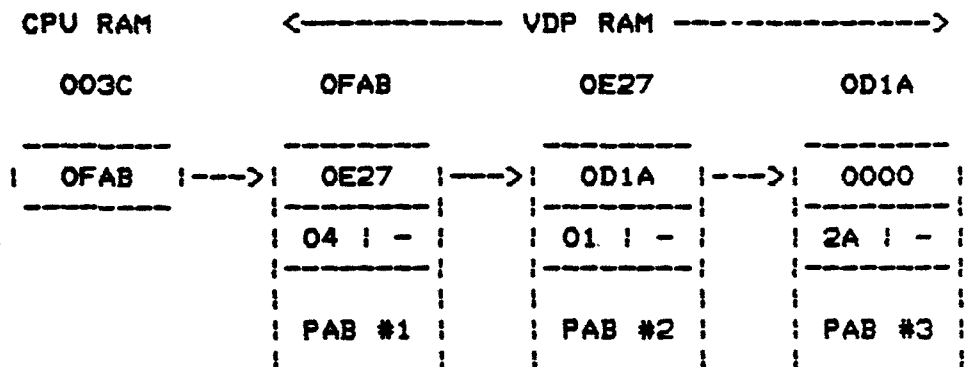 CPU RAM <---------- VDP RAM ------------->
003C 0FAB 0E27 0D1A
0FAB ---> 0E27 ---> 0D1A ---> 0000
04 | - 01 | - 2A | -
PAB #1 PAB #2 PAB #3